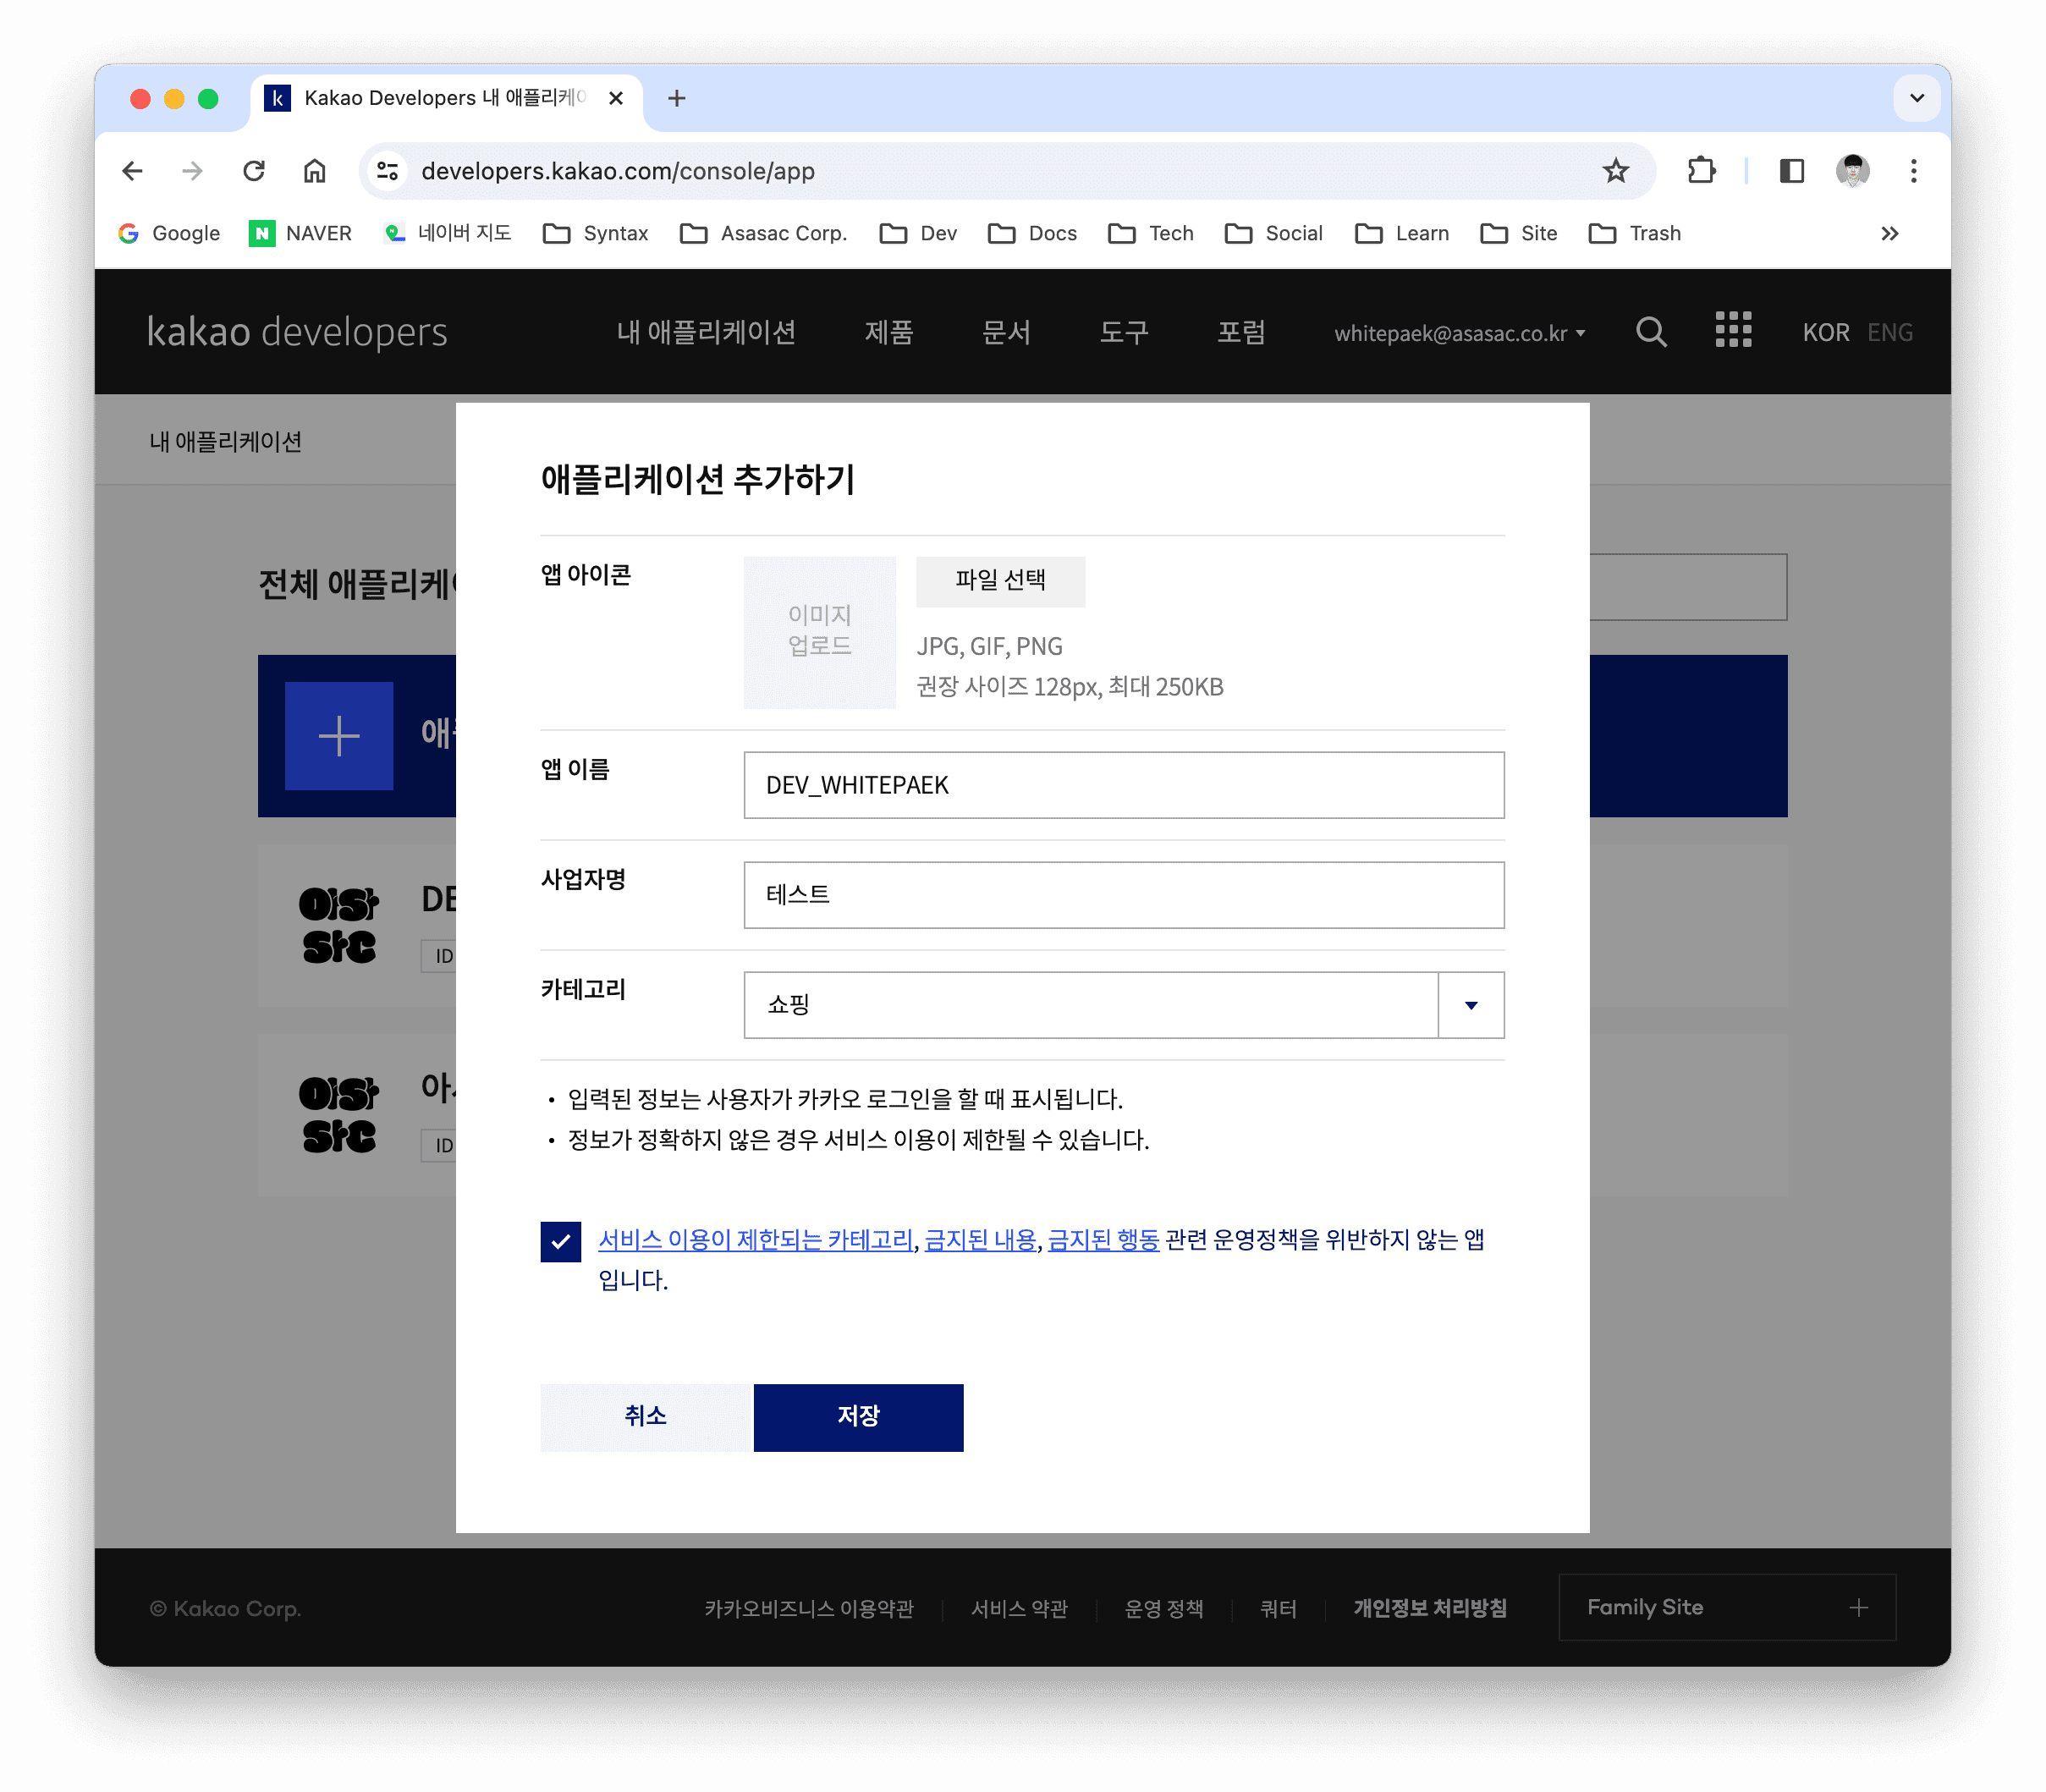 Kakao Developers 내 애플리케이
developers.kakao.com/console/app
Google NAVER 네이버 지도 Syntax Asasac Corp. Dev Docs Tech Social Learn Site Trash
kakao developers 내 애플리케이션 제품 문서 도구 포럼 whitepaek@asasac.co.kr KOR ENG
내 애플리케이션
전체 애플리케
애플리케이션 추가하기
앱 아이콘
이미지
업로드
파일 선택
JPG, GIF, PNG
권장 사이즈 128px, 최대 250KB
앱 이름
DEV_WHITEPAEK
사업자명
테스트
카테고리
쇼핑
아사
삭
DE
ID
아사
삭
아
ID
• 입력된 정보는 사용자가 카카오 로그인을 할 때 표시됩니다.
• 정보가 정확하지 않은 경우 서비스 이용이 제한될 수 있습니다.
서비스 이용이 제한되는 카테고리, 금지된 내용, 금지된 행동 관련 운영정책을 위반하지 않는 앱
입니다.
취소 저장
© Kakao Corp. 카카오비즈니스 이용약관 서비스 약관 운영 정책 쿼터 개인정보 처리방침 Family Site